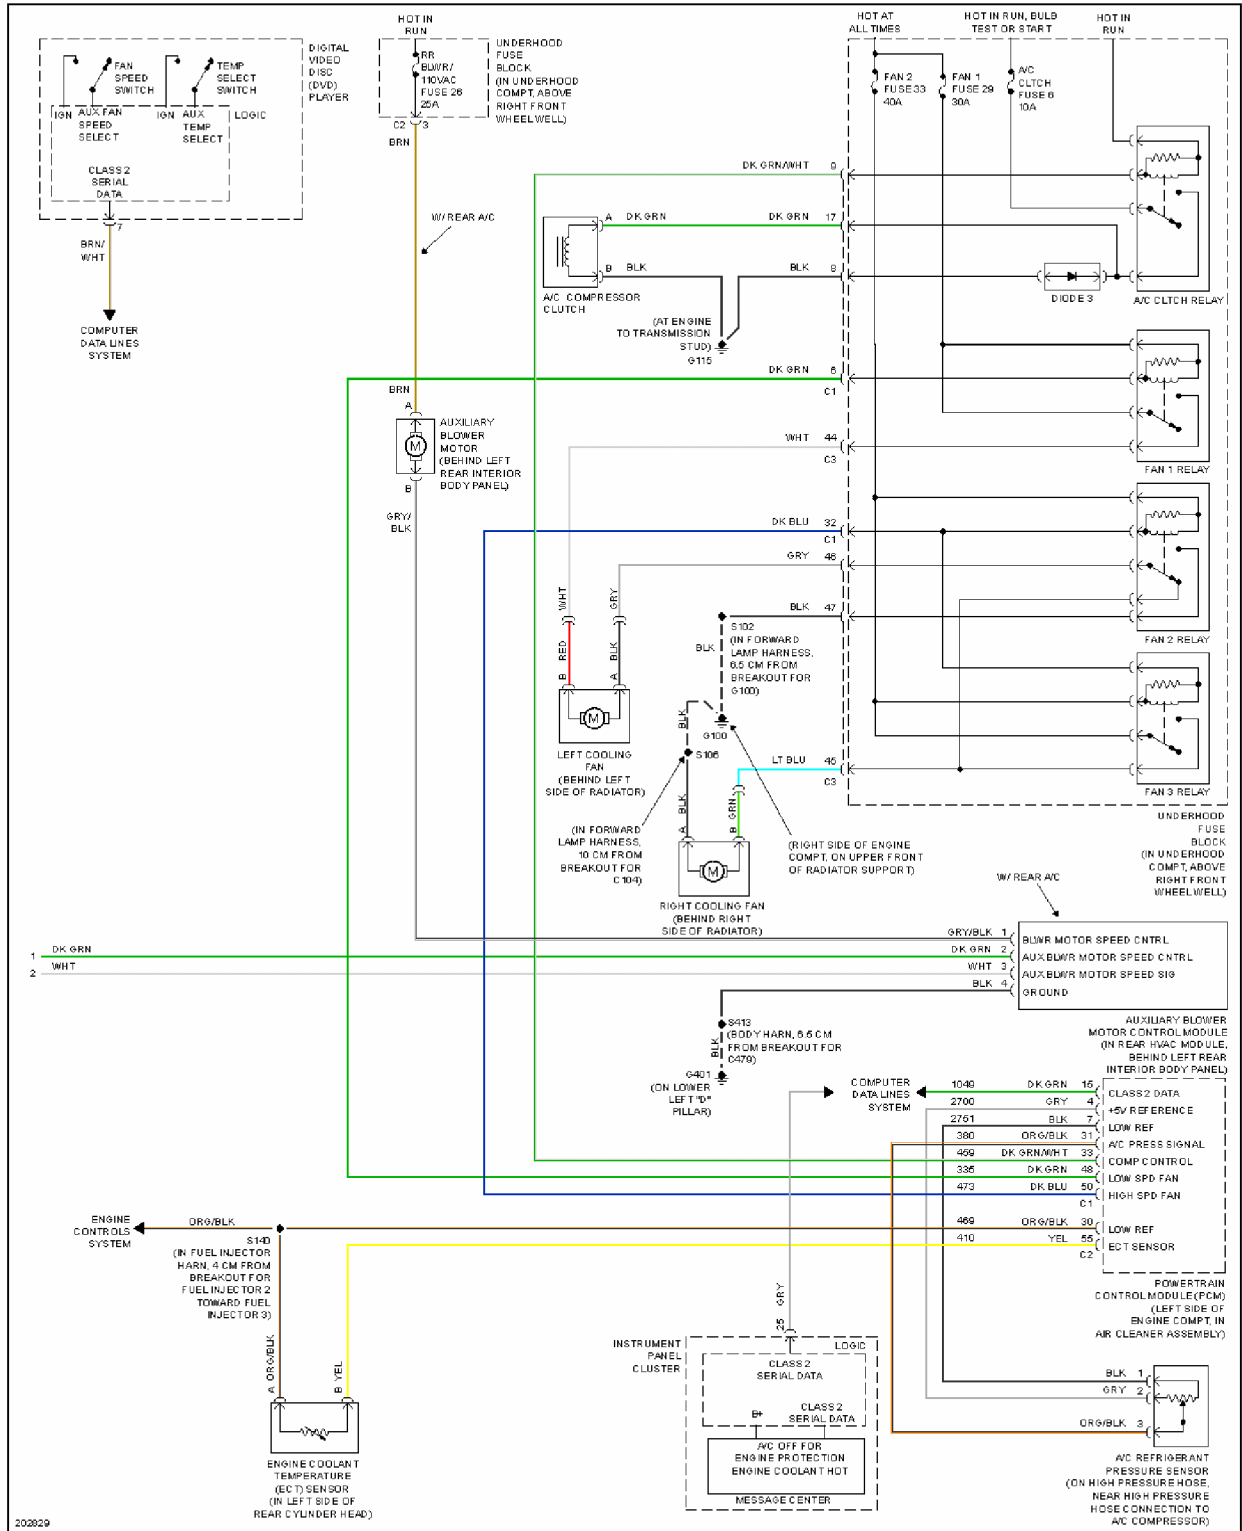 HOT IN
RUN
HOT AT
ALL TIMES
HOT IN RUN, BULB
TEST OR START
HOT IN
RUN
DIGITAL
VIDEO
DISC
(DVD)
PLAYER
FAN
SPEED
SWITCH
TEMP
SELECT
SWITCH
IGN
AUX FAN
SPEED
SELECT
IGN
AUX
TEMP
SELECT
LOGIC
CLASS 2
SERIAL
DATA
7
BRN/
WHT
COMPUTER
DATA LINES
SYSTEM
RR
BLWR/
110VAC
FUSE 26
25A
UNDERHOOD
FUSE
BLOCK
(IN UNDERHOOD
COMPT, ABOVE
RIGHT FRONT
WHEEL WELL)
C2 3
BRN
W/ REAR A/C
BRN
A
AUXILIARY
BLOWER
MOTOR
(BEHIND LEFT
REAR INTERIOR
BODY PANEL)
M
B
GRY/
BLK
FAN 2
FUSE 33
40A
FAN 1
FUSE 29
30A
A/C
CLTCH
FUSE 6
10A
DK GRN/WHT 9
A DK GRN
DK GRN 17
B BLK
BLK 8
A/C COMPRESSOR
CLUTCH
DIODE 3
A/C CLTCH RELAY
(AT ENGINE
TO TRANSMISSION
STUD)
G115
DK GRN 6
C1
WHT 44
C3
FAN 1 RELAY
DK BLU 32
C1
GRY 46
BLK 47
FAN 2 RELAY
WHT
GRY
B RED
A BLK
M
LEFT COOLING
FAN
(BEHIND LEFT
SIDE OF RADIATOR)
S102
(IN FORWARD
LAMP HARNESS,
6.5 CM FROM
BREAKOUT FOR
G100)
BLK
G100
BLK
S106
LT BLU 45
C3
FAN 3 RELAY
UNDERHOOD
FUSE
BLOCK
(IN UNDERHOOD
COMPT, ABOVE
RIGHT FRONT
WHEEL WELL)
A BLK
B GRN
(IN FORWARD
LAMP HARNESS,
10 CM FROM
BREAKOUT FOR
C104)
(RIGHT SIDE OF ENGINE
COMPT, ON UPPER FRONT
OF RADIATOR SUPPORT)
M
RIGHT COOLING FAN
(BEHIND RIGHT
SIDE OF RADIATOR)
W/ REAR A/C
GRY/BLK 1 BLWR MOTOR SPEED CNTRL
1 DK GRN
DK GRN 2 AUX BLWR MOTOR SPEED CNTRL
2 WHT
WHT 3 AUX BLWR MOTOR SPEED SIG
BLK 4 GROUND
AUXILIARY BLOWER
MOTOR CONTROL MODULE
(IN REAR HVAC MODULE,
BEHIND LEFT REAR
INTERIOR BODY PANEL)
S413
(BODY HARN, 6.5 CM
FROM BREAKOUT FOR
C479)
BLK
G401
(ON LOWER
LEFT "D"
PILLAR)
COMPUTER
DATA LINES
SYSTEM
1049 DK GRN 15 CLASS 2 DATA
2700 GRY 4 +5V REFERENCE
2751 BLK 7 LOW REF
380 ORG/BLK 31 A/C PRESS SIGNAL
459 DK GRN/WHT 33 COMP CONTROL
335 DK GRN 48 LOW SPD FAN
473 DK BLU 50 HIGH SPD FAN
C1
469 ORG/BLK 30 LOW REF
410 YEL 55 ECT SENSOR
C2
POWERTRAIN
CONTROL MODULE (PCM)
(LEFT SIDE OF
ENGINE COMPT, IN
AIR CLEANER ASSEMBLY)
ENGINE
CONTROLS
SYSTEM
ORG/BLK
S140
(IN FUEL INJECTOR
HARN, 4 CM FROM
BREAKOUT FOR
FUEL INJECTOR 2
TOWARD FUEL
INJECTOR 3)
A ORG/BLK
B YEL
ENGINE COOLANT
TEMPERATURE
(ECT) SENSOR
(IN LEFT SIDE OF
REAR CYLINDER HEAD)
25 GRY
INSTRUMENT
PANEL
CLUSTER
LOGIC
CLASS 2
SERIAL DATA
B+
CLASS 2
SERIAL DATA
A/C OFF FOR
ENGINE PROTECTION
ENGINE COOLANT HOT
MESSAGE CENTER
BLK 1
GRY 2
ORG/BLK 3
A/C REFRIGERANT
PRESSURE SENSOR
(ON HIGH PRESSURE HOSE,
NEAR HIGH PRESSURE
HOSE CONNECTION TO
A/C COMPRESSOR)
202829